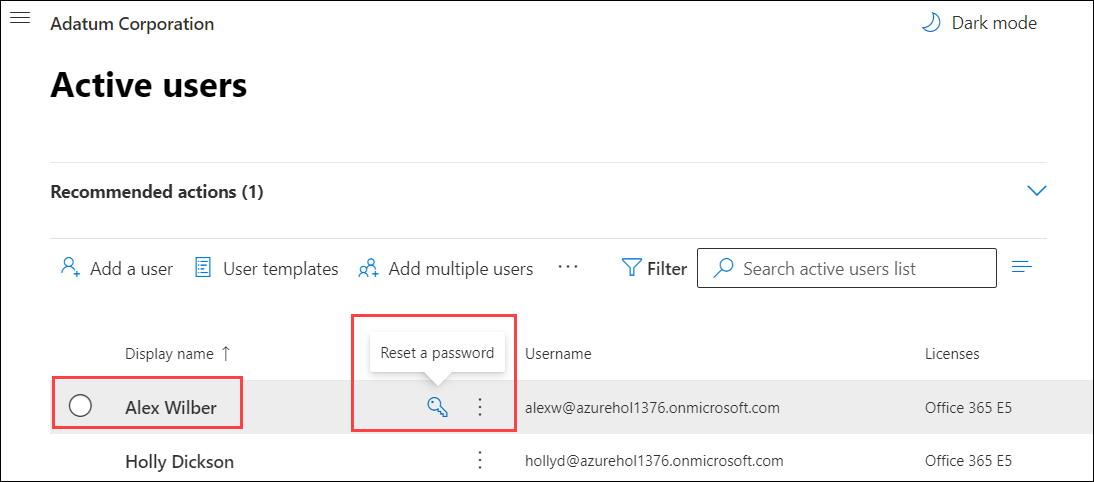 Adatum Corporation
Dark mode
Active users
Recommended actions (1)
Add a user
User templates
Add multiple users
Filter
Search active users list
Display name ↑
Reset a password
Username
Licenses
Alex Wilber
alexw@azurehol1376.onmicrosoft.com
Office 365 E5
Holly Dickson
hollyd@azurehol1376.onmicrosoft.com
Office 365 E5